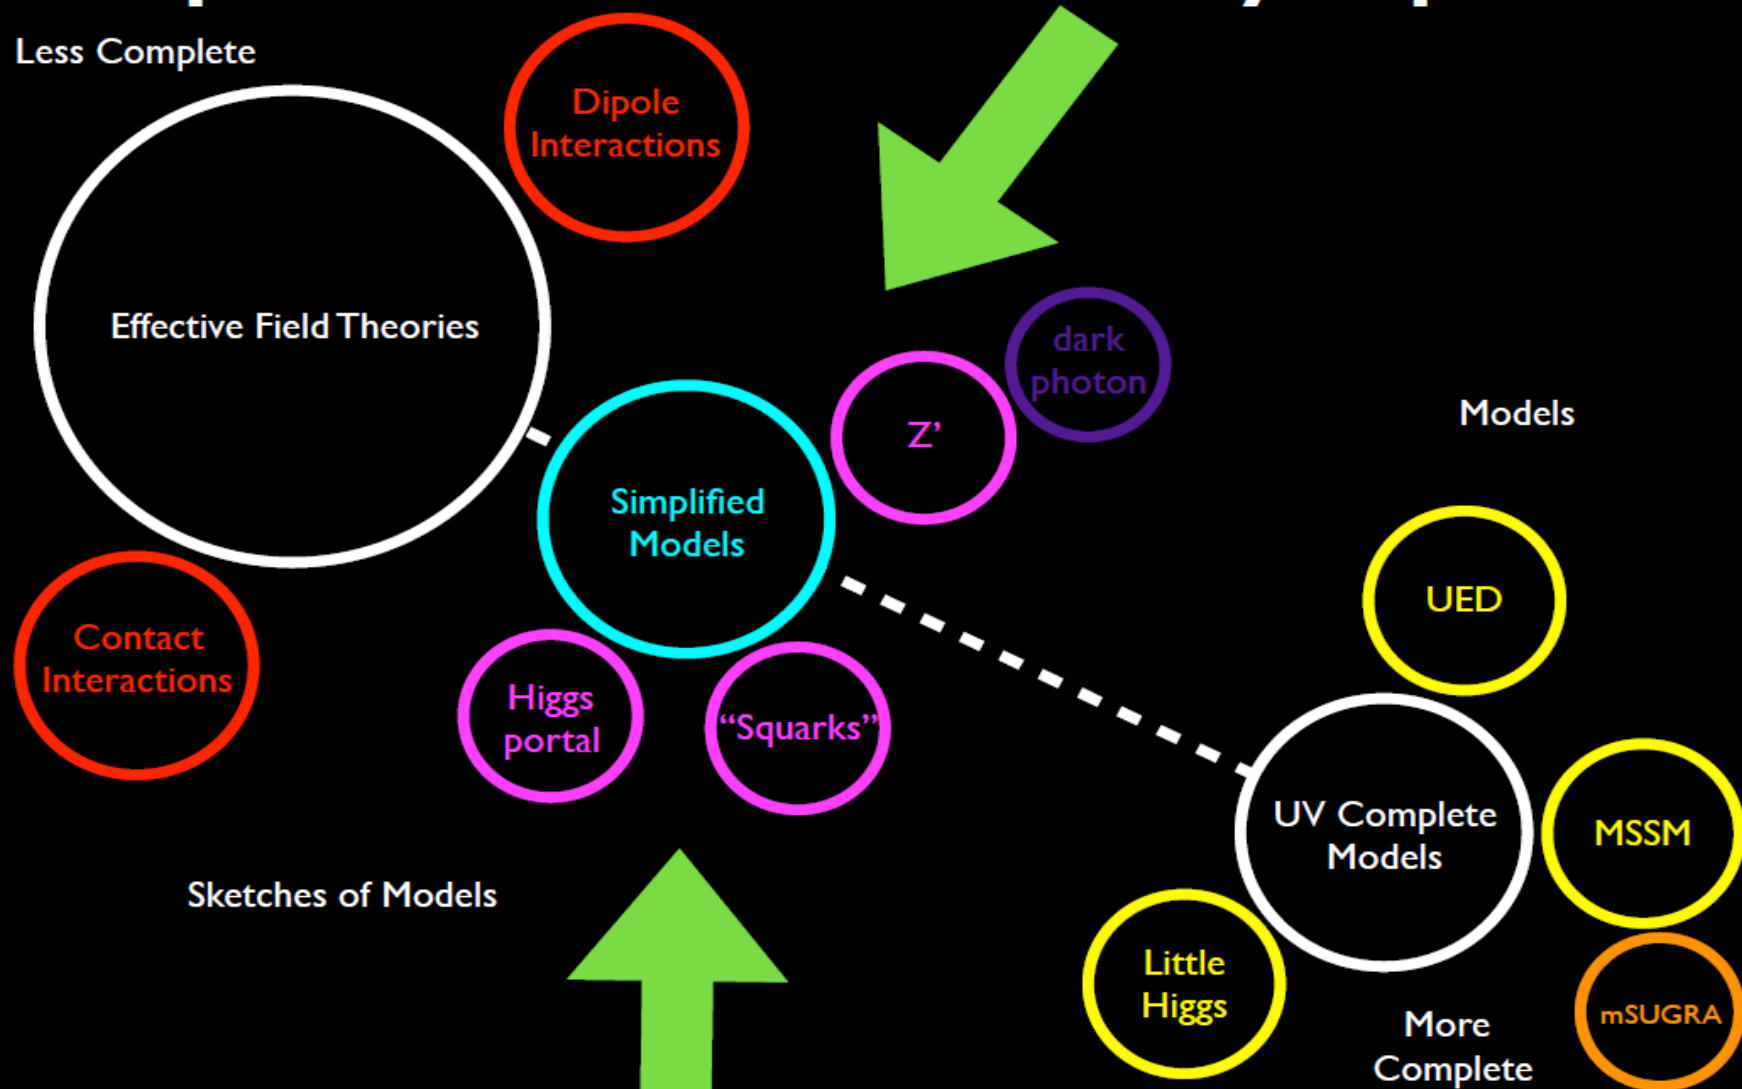 Less Complete
Dipole
Interactions
Effective Field Theories
dark
photon
Z’
Models
Simplified
Models
UED
Contact
Interactions
Higgs
portal
“Squarks”
UV Complete
Models
MSSM
Sketches of Models
Little
Higgs
mSUGRA
More
Complete